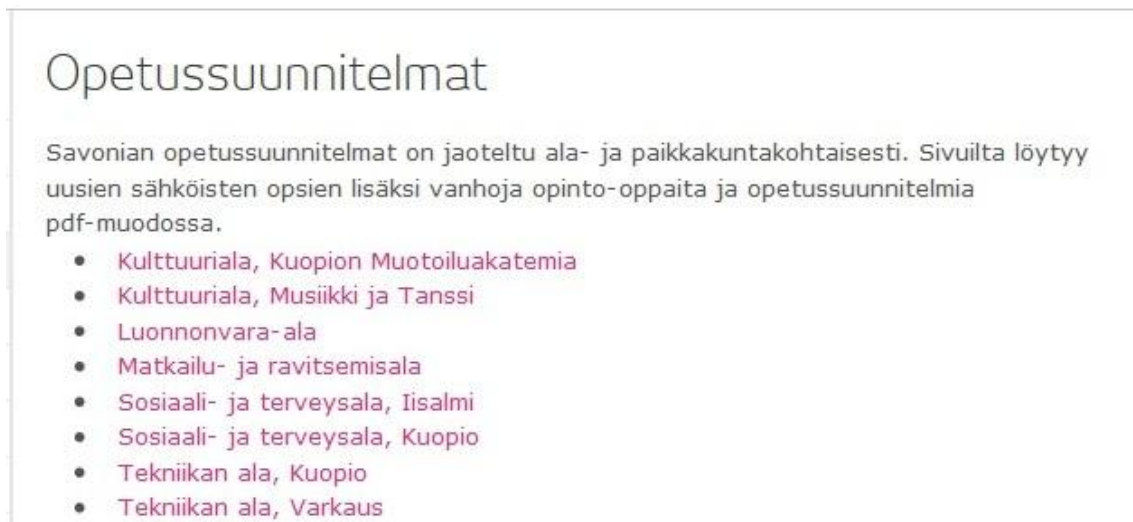 Opetussuunnitelmat
Savonian opetussuunnitelmat on jaoteltu ala- ja paikkakuntakohtaisesti. Sivuilta löytyy
uusien sähköisten opsien lisäksi vanhoja opinto-oppaita ja opetussuunnitelmia
pdf-muodossa.
• Kulttuuriala, Kuopion Muotoiluakatemia
• Kulttuuriala, Musiikki ja Tanssi
• Luonnonvara-ala
• Matkailu- ja ravitsemisala
• Sosiaali- ja terveysala, Iisalmi
• Sosiaali- ja terveysala, Kuopio
• Tekniikan ala, Kuopio
• Tekniikan ala, Varkaus